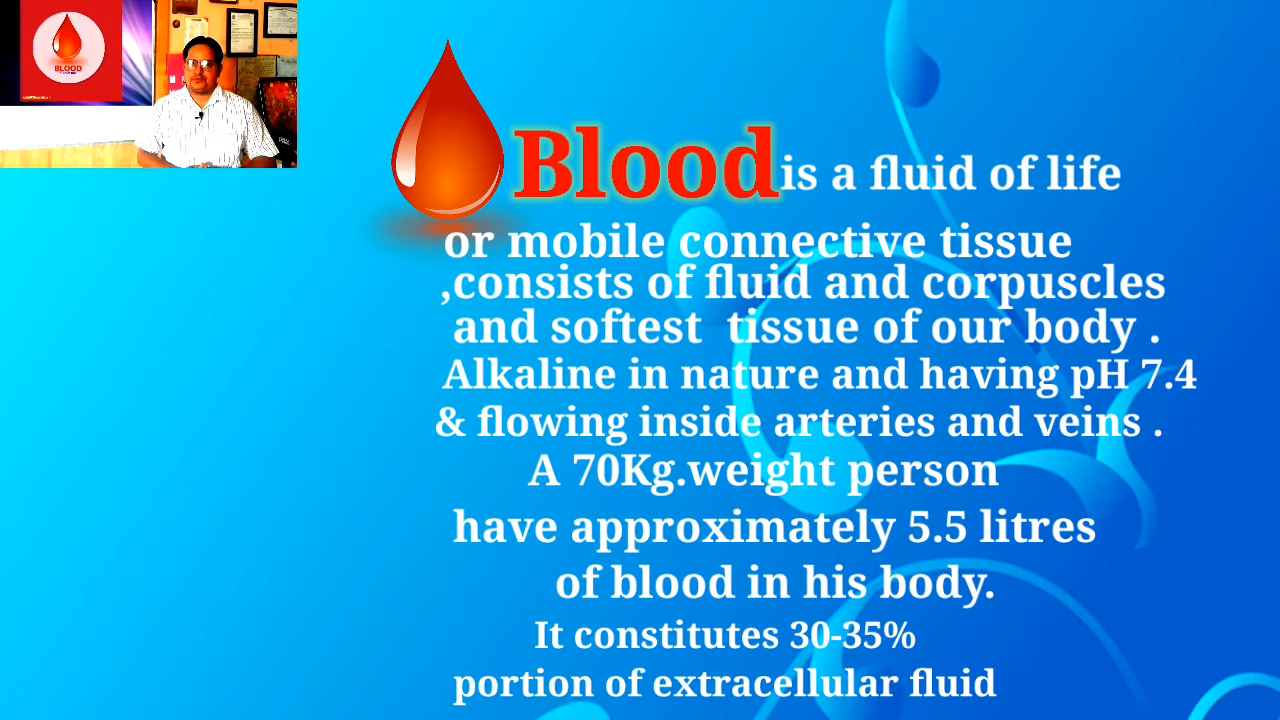 BLOOD
Blood is a fluid of life
or mobile connective tissue
,consists of fluid and corpuscles
and softest tissue of our body .
Alkaline in nature and having pH 7.4
& flowing inside arteries and veins .
A 70Kg.weight person
have approximately 5.5 litres
of blood in his body.
It constitutes 30-35%
portion of extracellular fluid